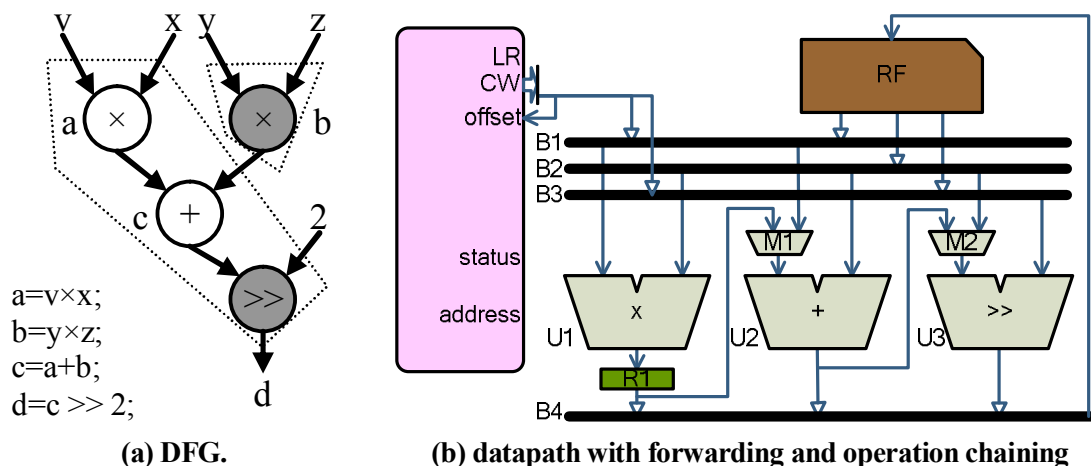 v x y z
a × × b
c +
2
>>
d
a=v×x;
b=y×z;
c=a+b;
d=c >> 2;
(a) DFG.
LR
CW
offset
status
address
RF
B1
B2
B3
M1 M2
x + >>
U1 U2 U3
R1
B4
(b) datapath with forwarding and operation chaining